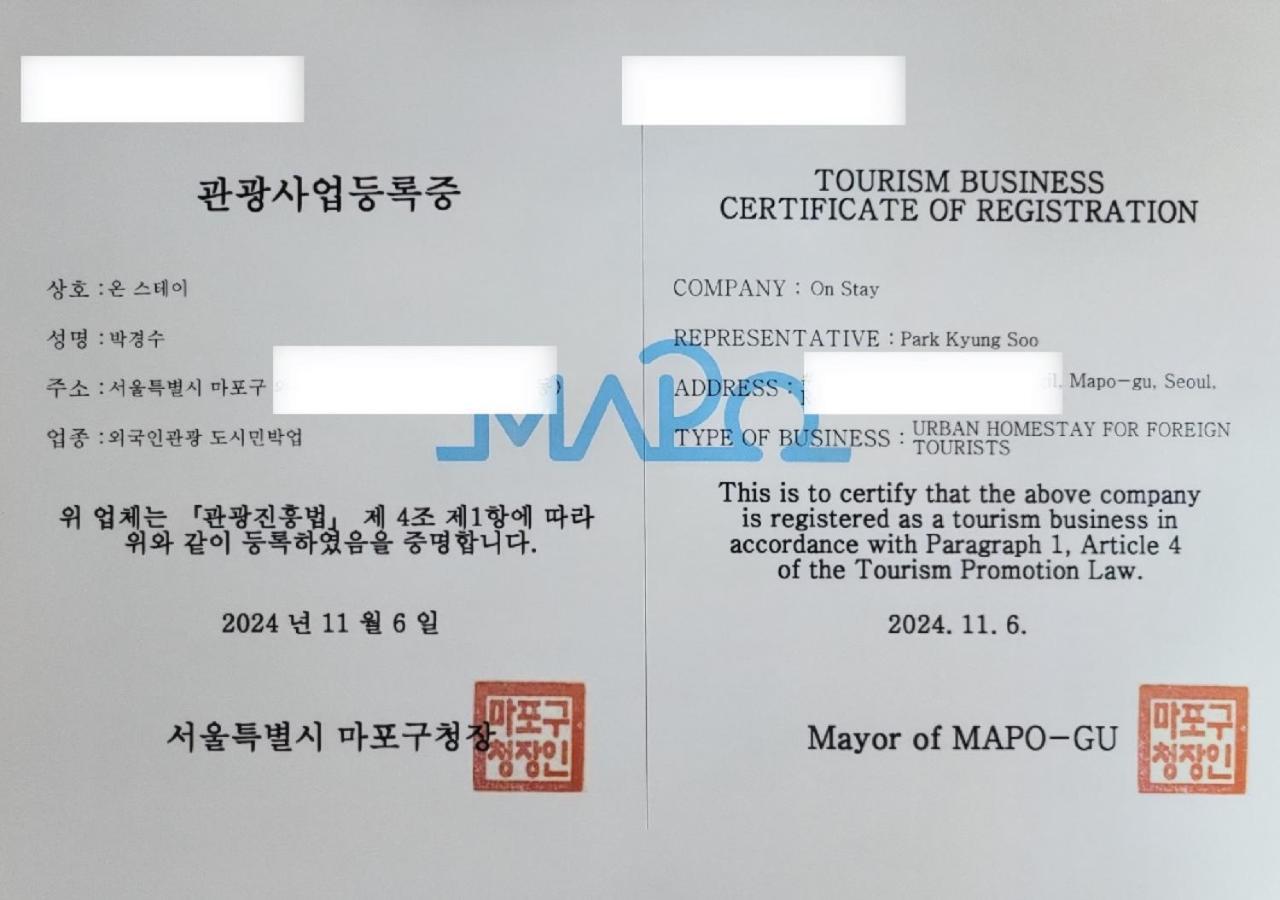 관광사업등록증
상호 : 온 스테이
성명 : 박경수
주소 : 서울특별시 마포구
업종 : 외국인관광 도시민박업
위 업체는 「관광진흥법」 제 4조 제1항에 따라
위와 같이 등록하였음을 증명합니다.
2024 년 11 월 6 일
서울특별시 마포구청장
마포구
청장인
MAPO
TOURISM BUSINESS
CERTIFICATE OF REGISTRATION
COMPANY : On Stay
REPRESENTATIVE : Park Kyung Soo
ADDRESS : Mapo-gu, Seoul,
TYPE OF BUSINESS : URBAN HOMESTAY FOR FOREIGN
TOURISTS
This is to certify that the above company
is registered as a tourism business in
accordance with Paragraph 1, Article 4
of the Tourism Promotion Law.
2024. 11. 6.
Mayor of MAPO-GU
마포구
청장인